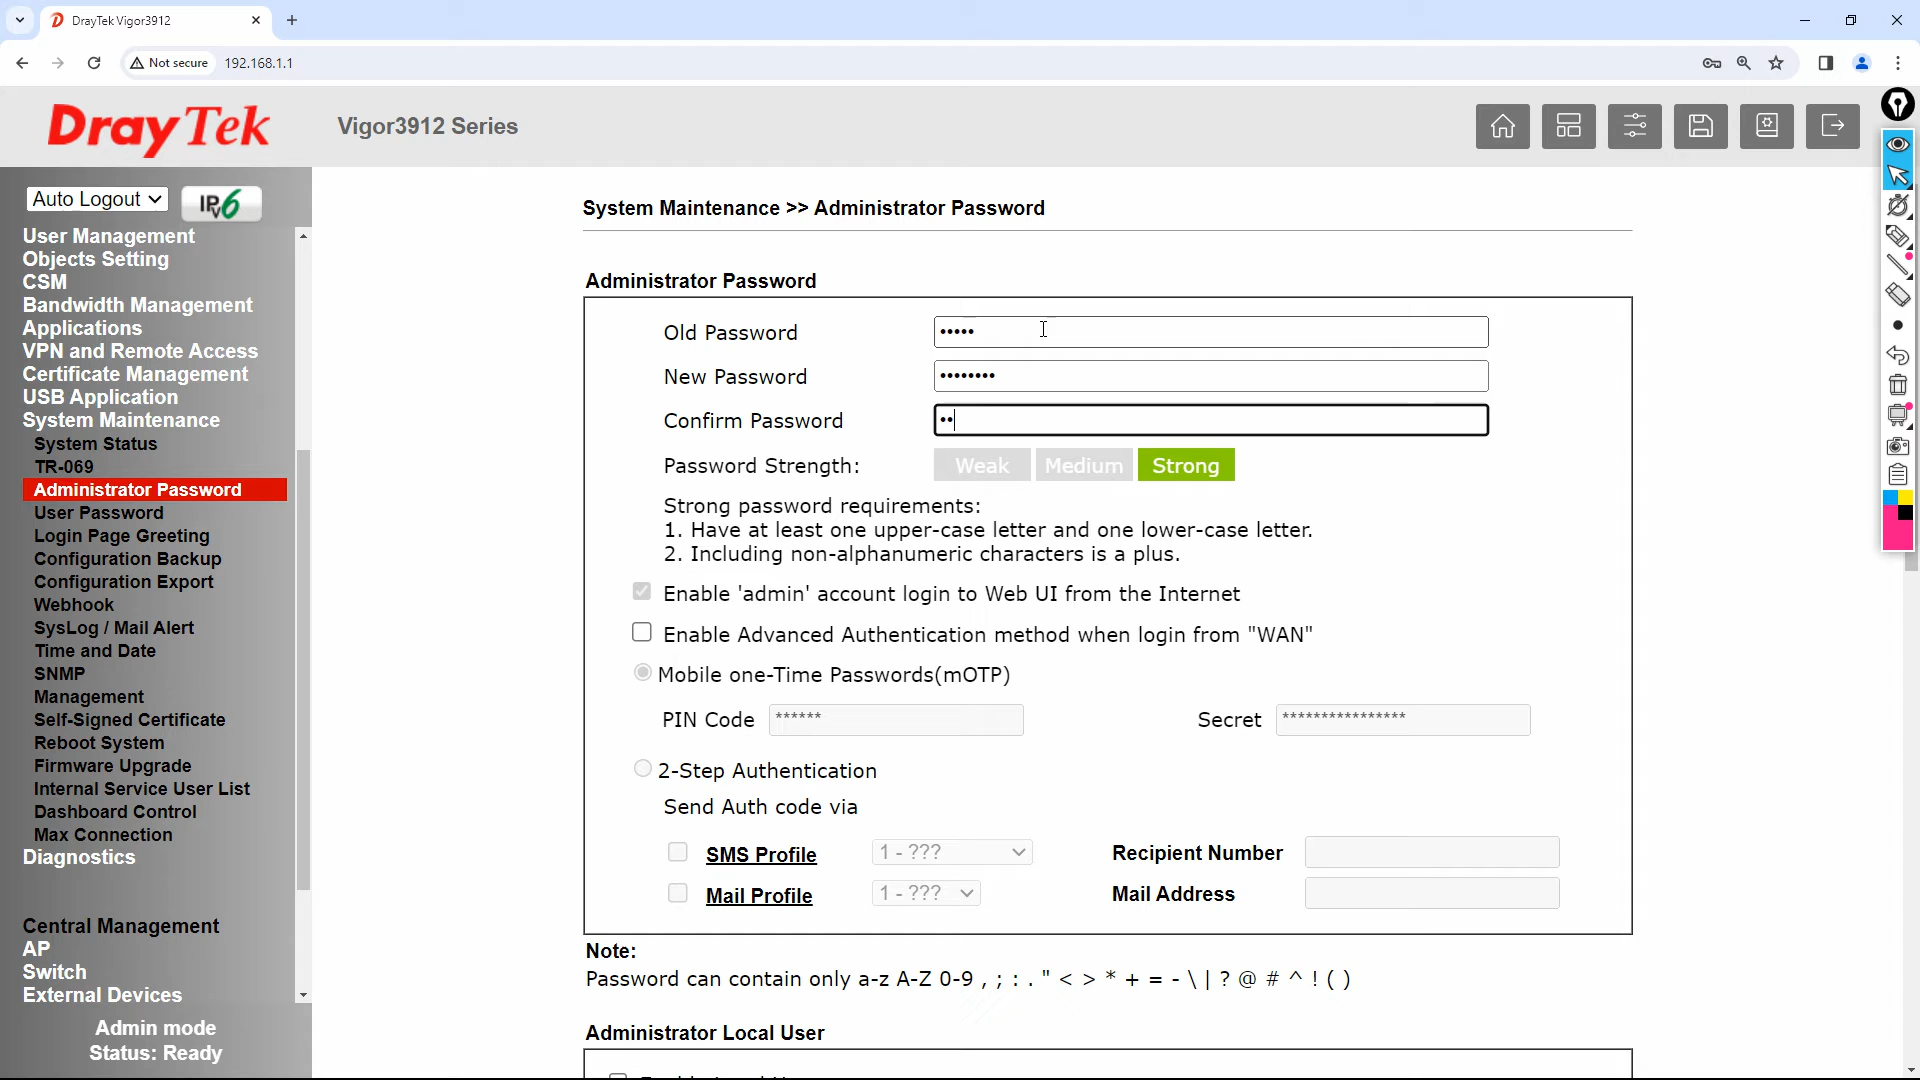 DrayTek Vigor3912
Not secure
192.168.1.1
DrayTek
Vigor3912 Series
Auto Logout
IPv6
User Management
Objects Setting
CSM
Bandwidth Management
Applications
VPN and Remote Access
Certificate Management
USB Application
System Maintenance
System Status
TR-069
Administrator Password
User Password
Login Page Greeting
Configuration Backup
Configuration Export
Webhook
SysLog / Mail Alert
Time and Date
SNMP
Management
Self-Signed Certificate
Reboot System
Firmware Upgrade
Internal Service User List
Dashboard Control
Max Connection
Diagnostics
Central Management
AP
Switch
External Devices
Admin mode
Status: Ready
System Maintenance >> Administrator Password
Administrator Password
Old Password •••••
New Password ••••••••
Confirm Password ••
Password Strength: Weak Medium Strong
Strong password requirements:
1. Have at least one upper-case letter and one lower-case letter.
2. Including non-alphanumeric characters is a plus.
Enable 'admin' account login to Web UI from the Internet
Enable Advanced Authentication method when login from "WAN"
Mobile one-Time Passwords(mOTP)
PIN Code ****** Secret ****************
2-Step Authentication
Send Auth code via
SMS Profile 1 - ??? Recipient Number
Mail Profile 1 - ??? Mail Address
Note:
Password can contain only a-z A-Z 0-9 , ; : . " < > * + = - \ | ? @ # ^ ! ( )
Administrator Local User